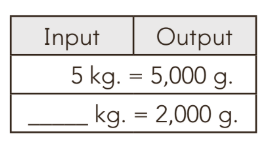 Input Output
5 kg. = 5,000 g.
_____ kg. = 2,000 g.